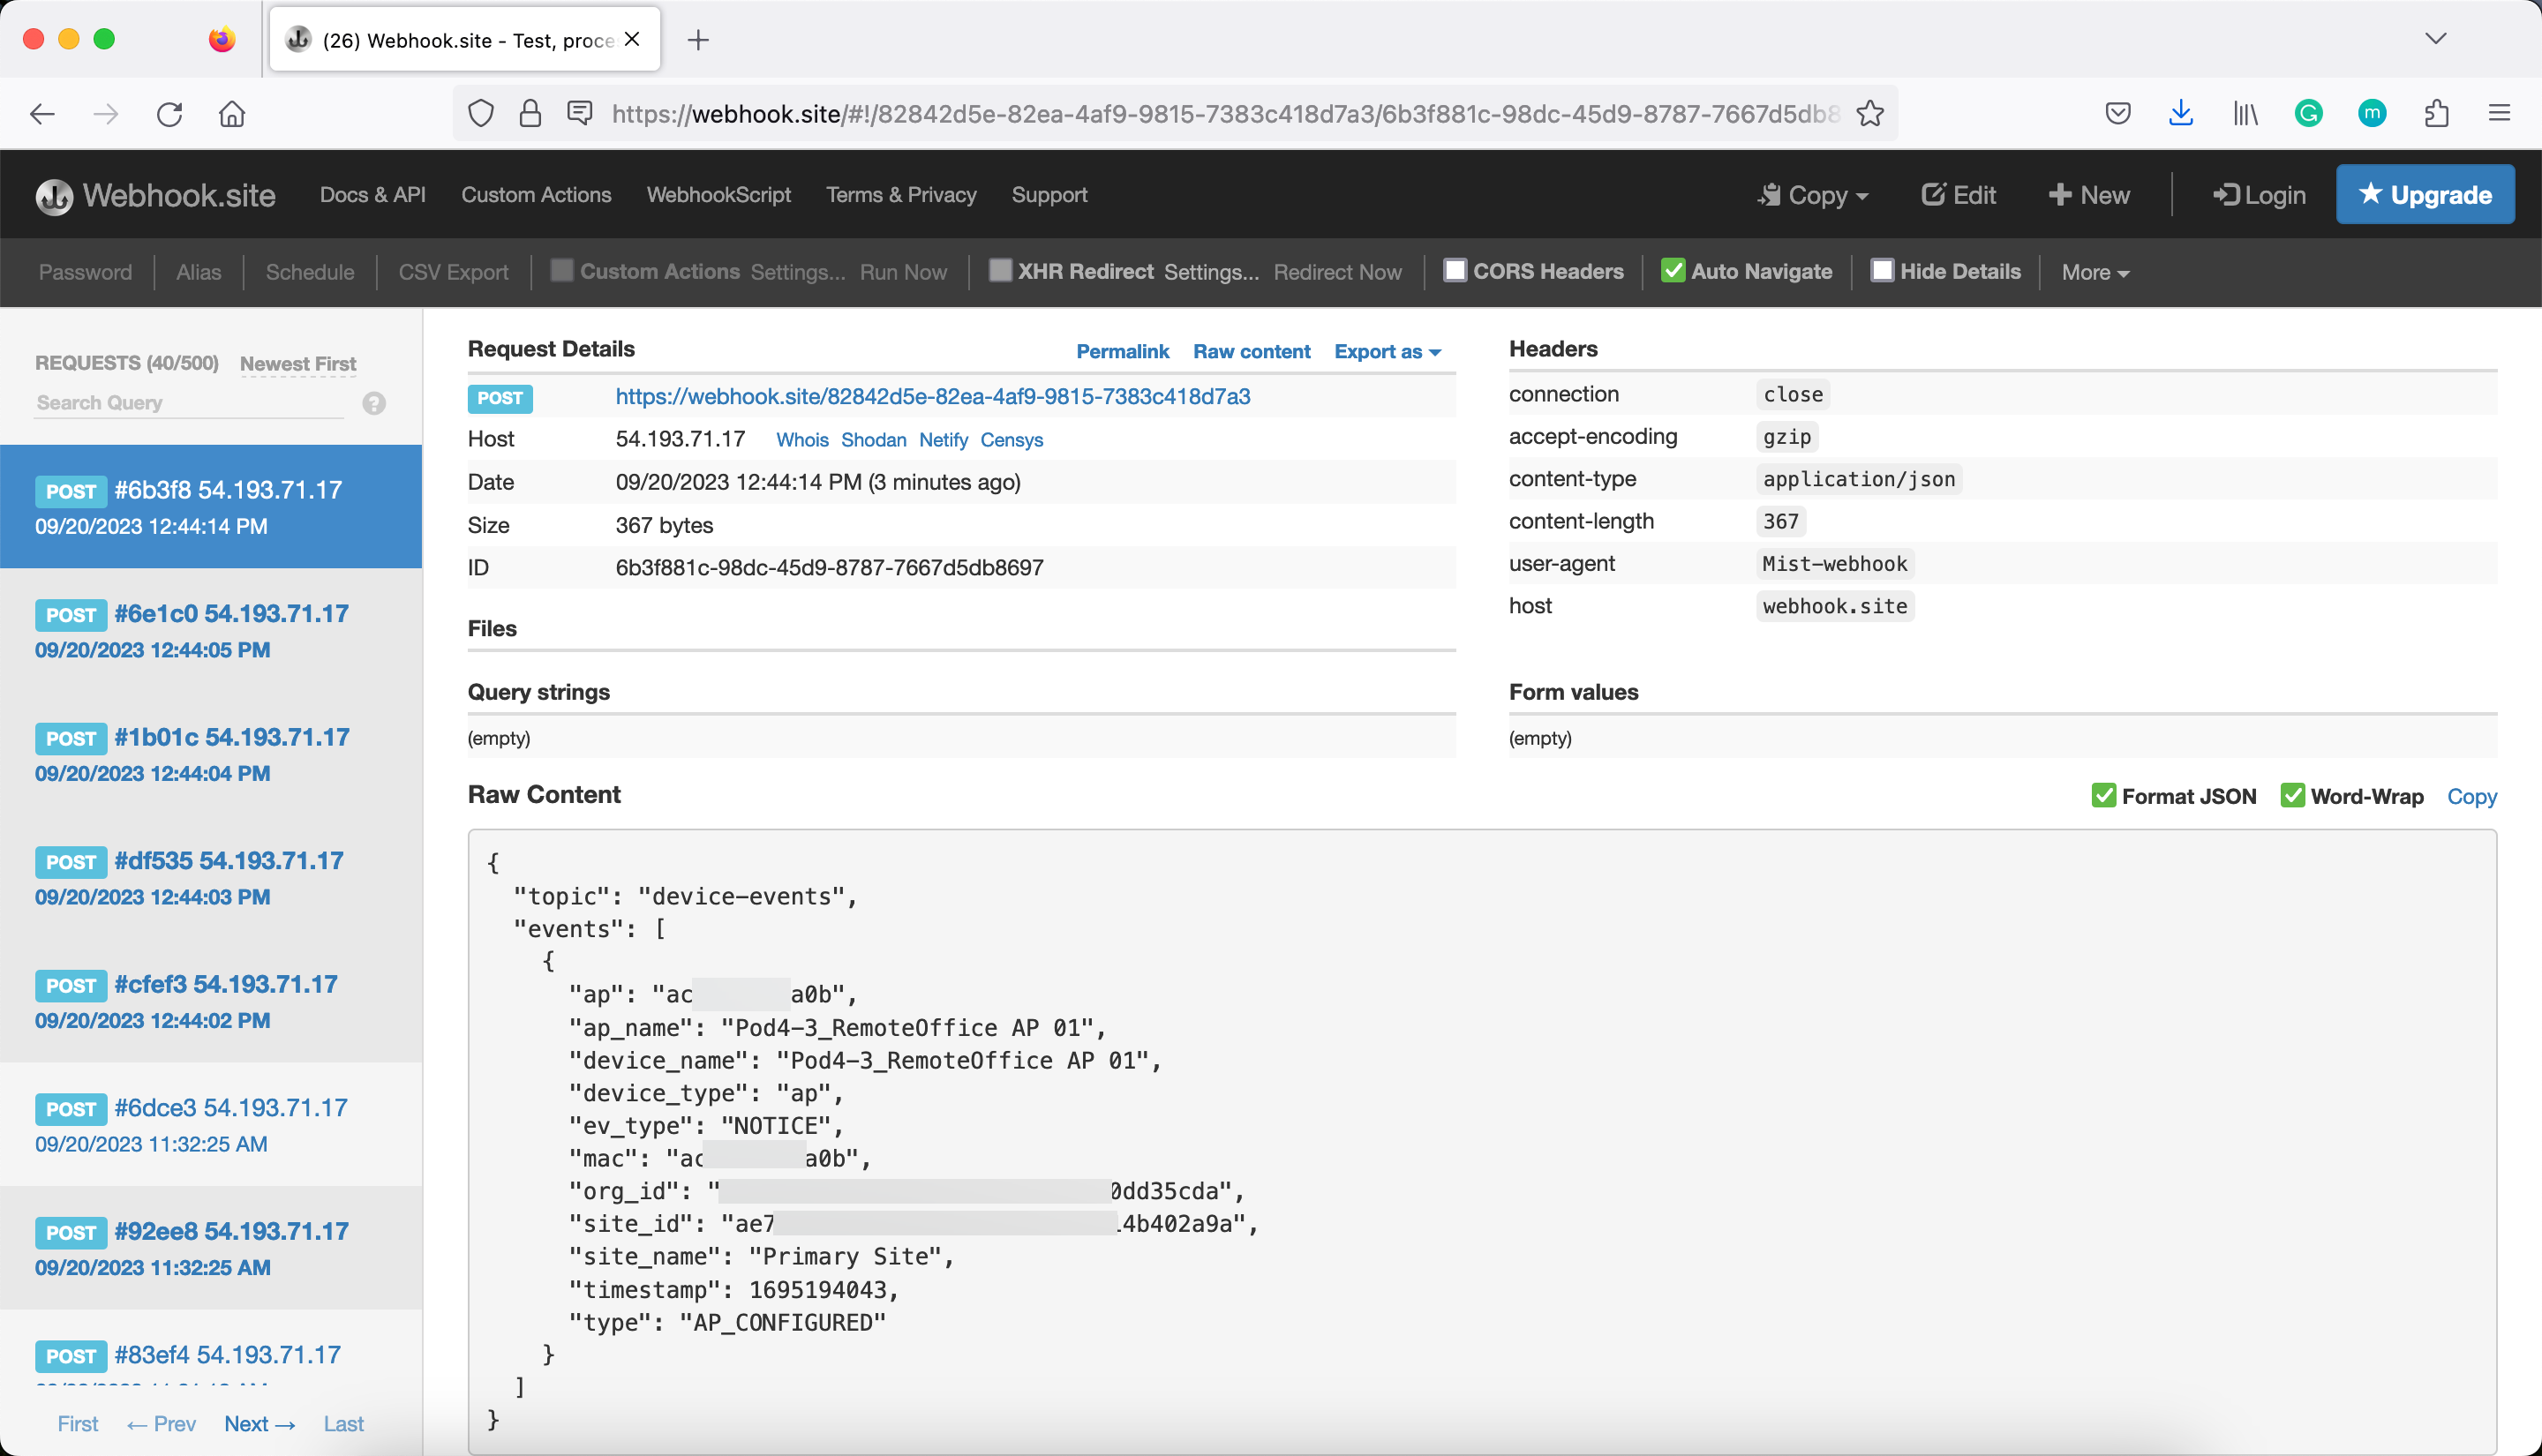 (26) Webhook.site - Test, proce
https://webhook.site/#!/82842d5e-82ea-4af9-9815-7383c418d7a3/6b3f881c-98dc-45d9-8787-7667d5db8
Webhook.site Docs & API Custom Actions WebhookScript Terms & Privacy Support Copy Edit New Login Upgrade
Password Alias Schedule CSV Export Custom Actions Settings... Run Now XHR Redirect Settings... Redirect Now CORS Headers Auto Navigate Hide Details More
REQUESTS (40/500) Newest First
Search Query
POST #6b3f8 54.193.71.17
09/20/2023 12:44:14 PM
POST #6e1c0 54.193.71.17
09/20/2023 12:44:05 PM
POST #1b01c 54.193.71.17
09/20/2023 12:44:04 PM
POST #df535 54.193.71.17
09/20/2023 12:44:03 PM
POST #cfef3 54.193.71.17
09/20/2023 12:44:02 PM
POST #6dce3 54.193.71.17
09/20/2023 11:32:25 AM
POST #92ee8 54.193.71.17
09/20/2023 11:32:25 AM
POST #83ef4 54.193.71.17
First ← Prev Next → Last
Request Details Permalink Raw content Export as
POST https://webhook.site/82842d5e-82ea-4af9-9815-7383c418d7a3
Host 54.193.71.17 Whois Shodan Netify Censys
Date 09/20/2023 12:44:14 PM (3 minutes ago)
Size 367 bytes
ID 6b3f881c-98dc-45d9-8787-7667d5db8697
Files
Headers
connection close
accept-encoding gzip
content-type application/json
content-length 367
user-agent Mist-webhook
host webhook.site
Query strings
(empty)
Form values
(empty)
Raw Content Format JSON Word-Wrap Copy
{
"topic": "device-events",
"events": [
{
"ap": "ac a0b",
"ap_name": "Pod4-3_RemoteOffice AP 01",
"device_name": "Pod4-3_RemoteOffice AP 01",
"device_type": "ap",
"ev_type": "NOTICE",
"mac": "ac a0b",
"org_id": " 0dd35cda",
"site_id": "ae7 4b402a9a",
"site_name": "Primary Site",
"timestamp": 1695194043,
"type": "AP_CONFIGURED"
}
]
}